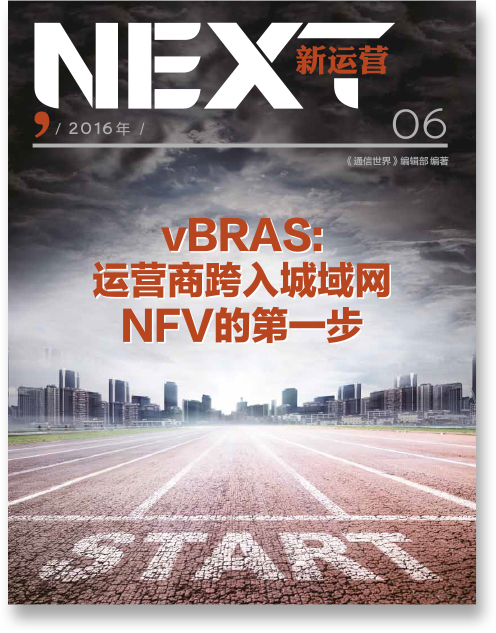 NEXT
新运营
, / 2016年 /
06
《通信世界》编辑部 编著
vBRAS:
运营商跨入城域网
NFV的第一步
START